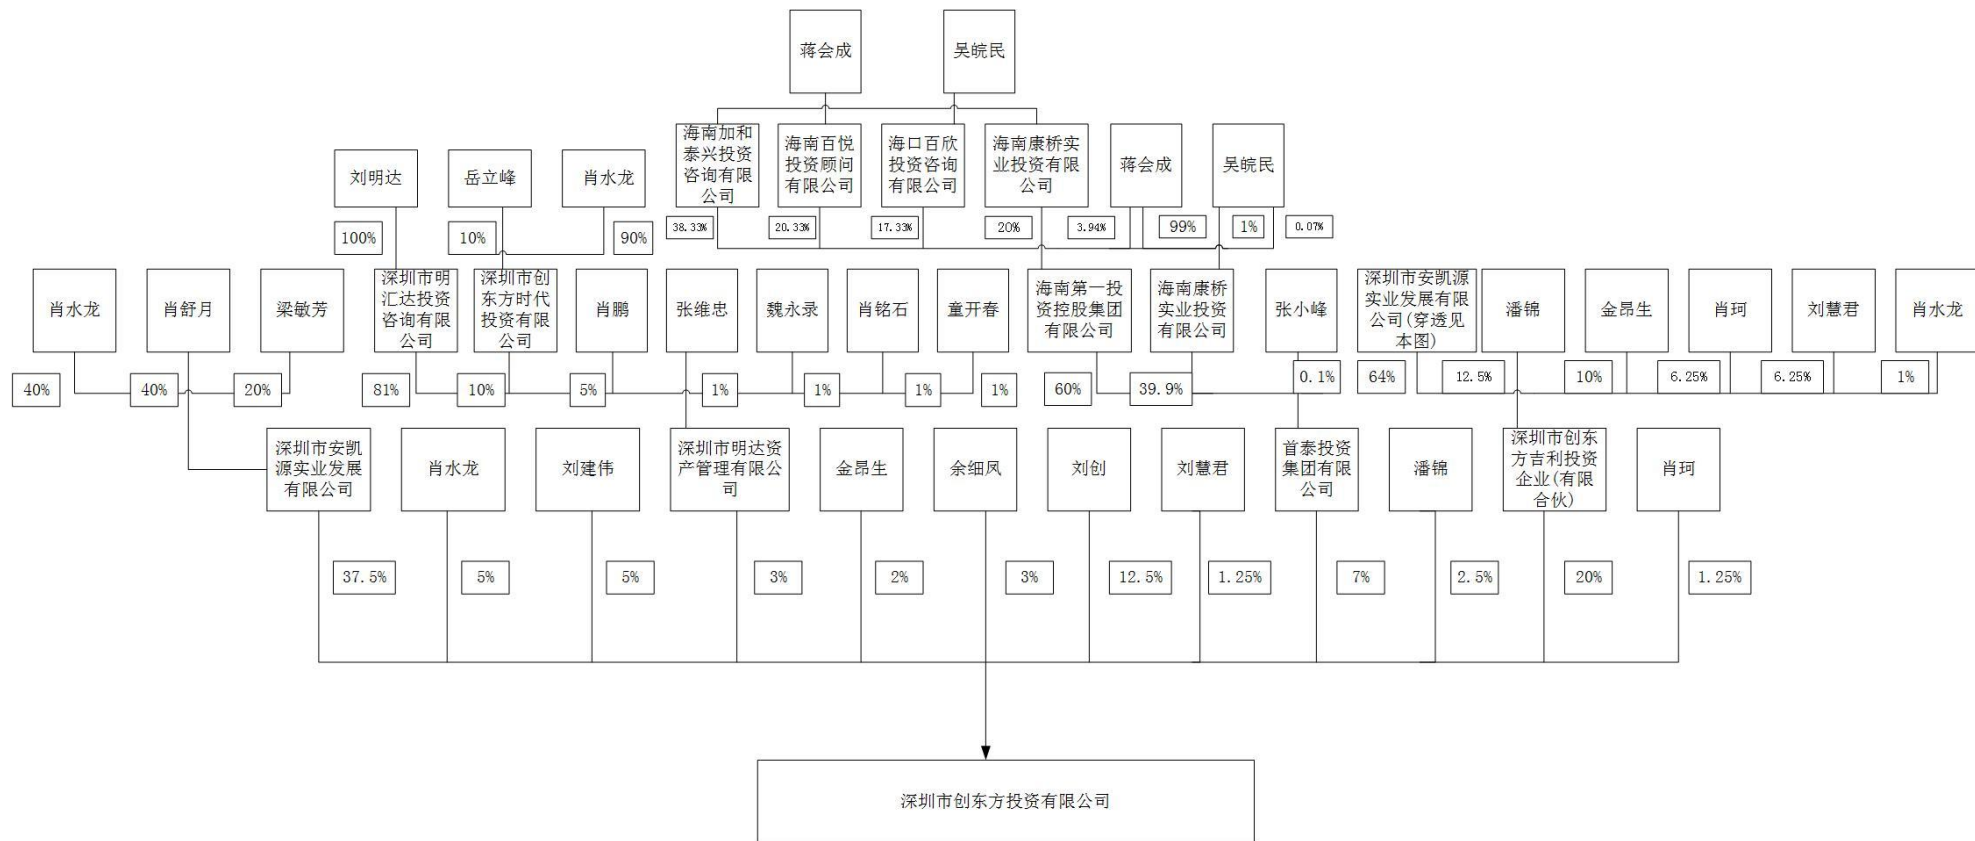 蒋会成
吴皖民
海南加和
泰兴投资
咨询有限
公司
海南百悦
投资顾问
有限公司
海口百欣
投资咨询
有限公司
海南康桥实
业投资有限
公司
蒋会成
吴皖民
刘明达
岳立峰
肖水龙
100%
10%
90%
38.33%
20.33%
17.33%
20%
3.94%
99%
1%
0.07%
肖水龙
肖舒月
梁敏芳
深圳市明
汇达投资
咨询有限
公司
深圳市创
东方时代
投资有限
公司
肖鹏
张维忠
魏永录
肖铭石
童开春
海南第一投
资控股集团
有限公司
海南康桥
实业投资
有限公司
张小峰
深圳市安凯源
实业发展有限
公司(穿透见
本图)
潘锦
金昂生
肖珂
刘慧君
肖水龙
40%
40%
20%
81%
10%
5%
1%
1%
1%
1%
60%
39.9%
0.1%
64%
12.5%
10%
6.25%
6.25%
1%
深圳市安凯
源实业发展
有限公司
肖水龙
刘建伟
深圳市明达资
产管理有限公
司
金昂生
余细凤
刘创
刘慧君
首泰投资
集团有限
公司
潘锦
深圳市创东
方吉利投资
企业(有限
合伙)
肖珂
37.5%
5%
5%
3%
2%
3%
12.5%
1.25%
7%
2.5%
20%
1.25%
深圳市创东方投资有限公司